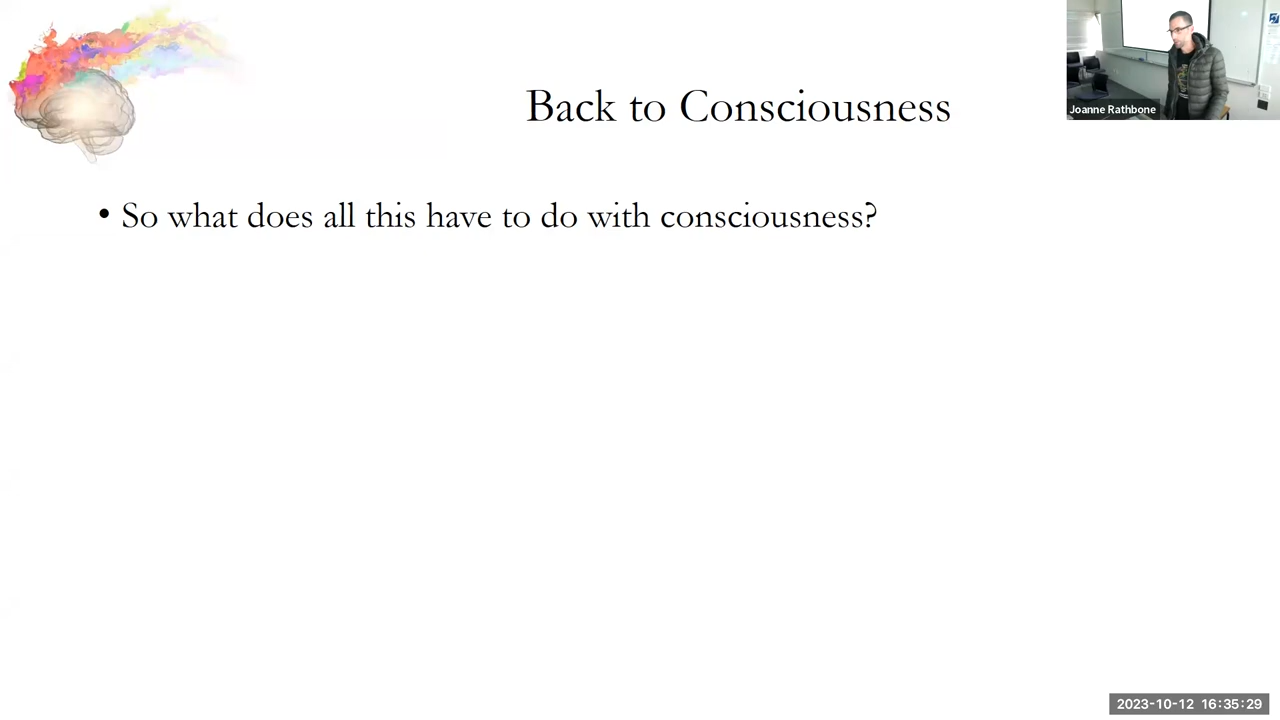 Back to Consciousness
Joanne Rathbone
• So what does all this have to do with consciousness?
2023-10-12 16:35:29